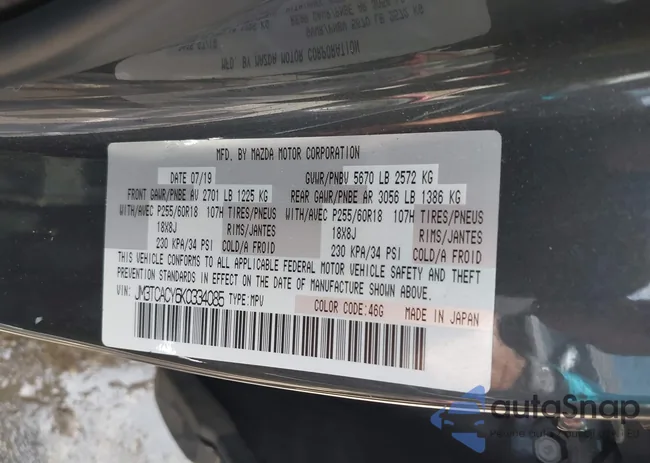 MFD. BY MAZDA MOTOR CORPORATION
DATE 07/19 GVWR/PNBV 5670 LB 2572 KG
FRONT GAWR/PNBE AV 2701 LB 1225 KG REAR GAWR/PNBE AR 3056 LB 1386 KG
WITH/AVEC P255/60R18 107H TIRES/PNEUS WITH/AVEC P255/60R18 107H TIRES/PNEUS
18X8J RIMS/JANTES 18X8J RIMS/JANTES
230 KPA/34 PSI COLD/A FROID 230 KPA/34 PSI COLD/A FROID
THIS VEHICLE CONFORMS TO ALL APPLICABLE FEDERAL MOTOR VEHICLE SAFETY AND THEFT
PREVENTION STANDARDS IN EFFECT ON THE DATE OF MANUFACTURE SHOWN ABOVE.
VIN: JM3TCACY6K0334085 TYPE:MPV COLOR CODE:46G MADE IN JAPAN
autoSnap